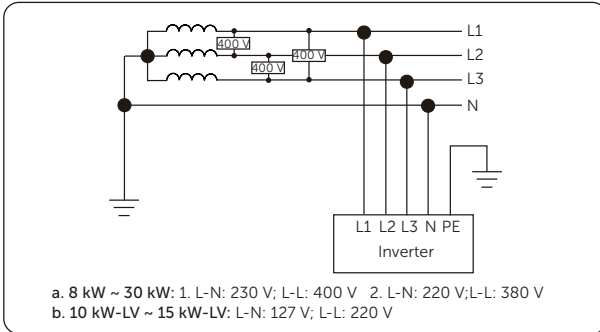 L1
400 V
L2
400 V
400 V
L3
N
L1 L2 L3 N PE
Inverter
a. 8 kW ~ 30 kW: 1. L-N: 230 V; L-L: 400 V 2. L-N: 220 V;L-L: 380 V
b. 10 kW-LV ~ 15 kW-LV: L-N: 127 V; L-L: 220 V